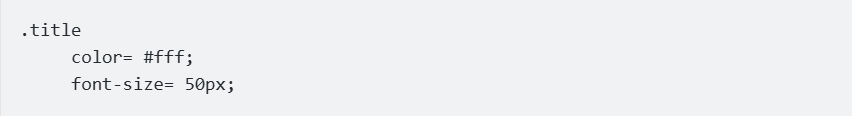 .title
color= #fff;
font-size= 50px;